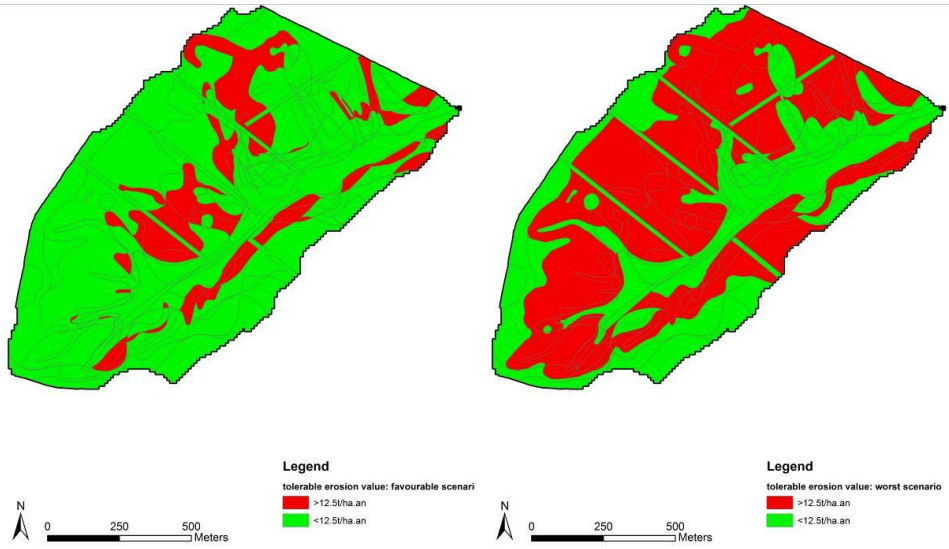 Legend
tolerable erosion value: favourable scenari
>12.5t/ha.an
<12.5t/ha.an
N
0 250 500
Meters
Legend
tolerable erosion value: worst scenario
>12.5t/ha.an
<12.5t/ha.an
N
0 250 500
Meters